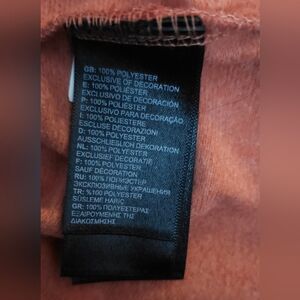 GB: 100% POLYESTER
EXCLUSIVE OF DECORATION
E: 100% POLIÉSTER
EXCLUSIVO DE DECORACIÓN
P: 100% POLIÉSTER
EXCLUSIVO PARA DECORAÇÃO
I: 100% POLIESTERE
ESCLUSE DECORAZIONI
D: 100% POLYESTER
AUSSCHLIESSLICH DEKORATION
NL: 100% POLYESTER
EXCLUSIEF DECORATIE
F: 100% POLYESTER
SAUF DÉCORATION
RU: 100% ПОЛИЭСТЕР
ЭКСКЛЮЗИВНЫЕ УКРАШЕНИЯ
TR: %100 POLYESTER
SÜSLEME HARİÇ
GR: 100% ΠΟΛΥΕΣΤΕΡΑΣ
ΕΞΑΙΡΟΥΜΕΝΗΣ ΤΗΣ
ΔΙΑΚΟΣΜΗΣΗΣ